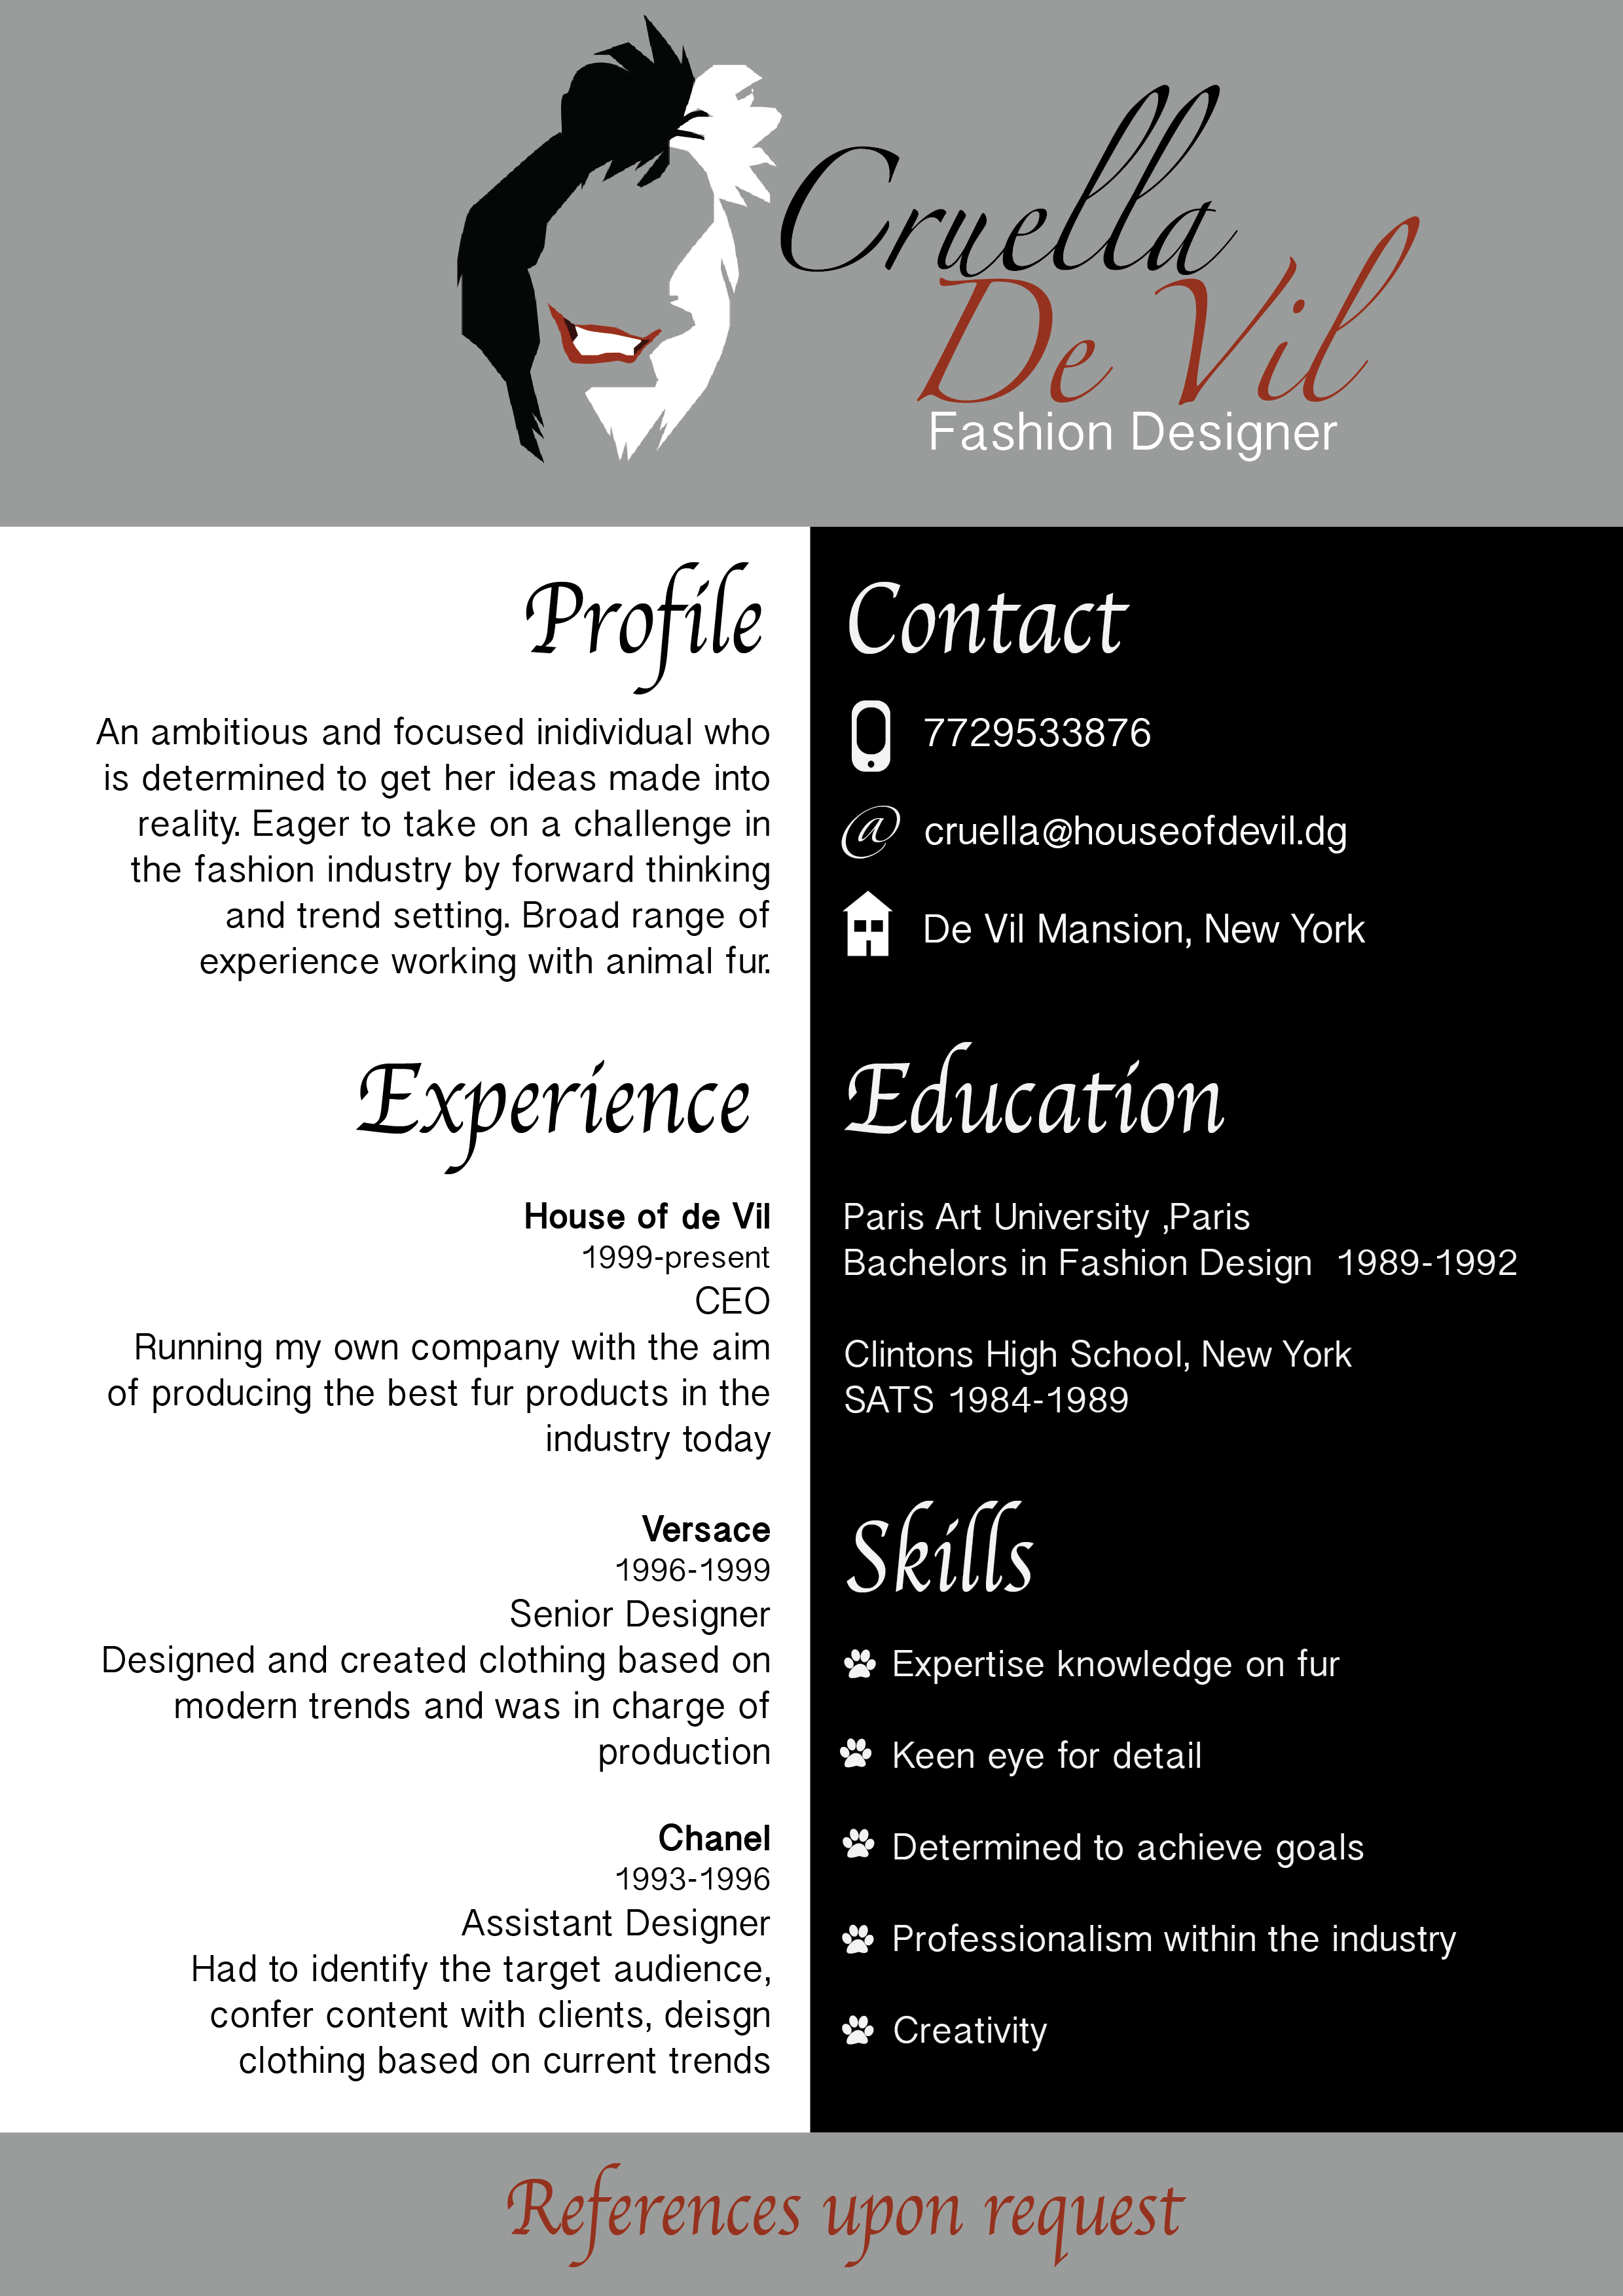 Cruella
De Vil
Fashion Designer
Profile
An ambitious and focused inidividual who
is determined to get her ideas made into
reality. Eager to take on a challenge in
the fashion industry by forward thinking
and trend setting. Broad range of
experience working with animal fur.
Experience
House of de Vil
1999-present
CEO
Running my own company with the aim
of producing the best fur products in the
industry today
Versace
1996-1999
Senior Designer
Designed and created clothing based on
modern trends and was in charge of
production
Chanel
1993-1996
Assistant Designer
Had to identify the target audience,
confer content with clients, deisgn
clothing based on current trends
Contact
7729533876
@ cruella@houseofdevil.dg
De Vil Mansion, New York
Education
Paris Art University ,Paris
Bachelors in Fashion Design 1989-1992
Clintons High School, New York
SATS 1984-1989
Skills
Expertise knowledge on fur
Keen eye for detail
Determined to achieve goals
Professionalism within the industry
Creativity
References upon request